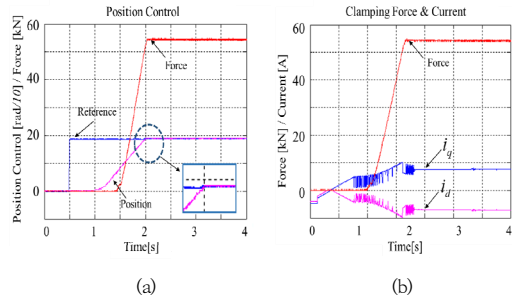 Position Control
Position Control [rad/10] / Force [kN]
60
40
20
0
Force
Reference
Position
0
1
2
3
4
Time[s]
(a)
Clamping Force & Current
Force [kN] / Current [A]
60
40
20
0
Force
iq
id
0
1
2
3
4
Time[s]
(b)